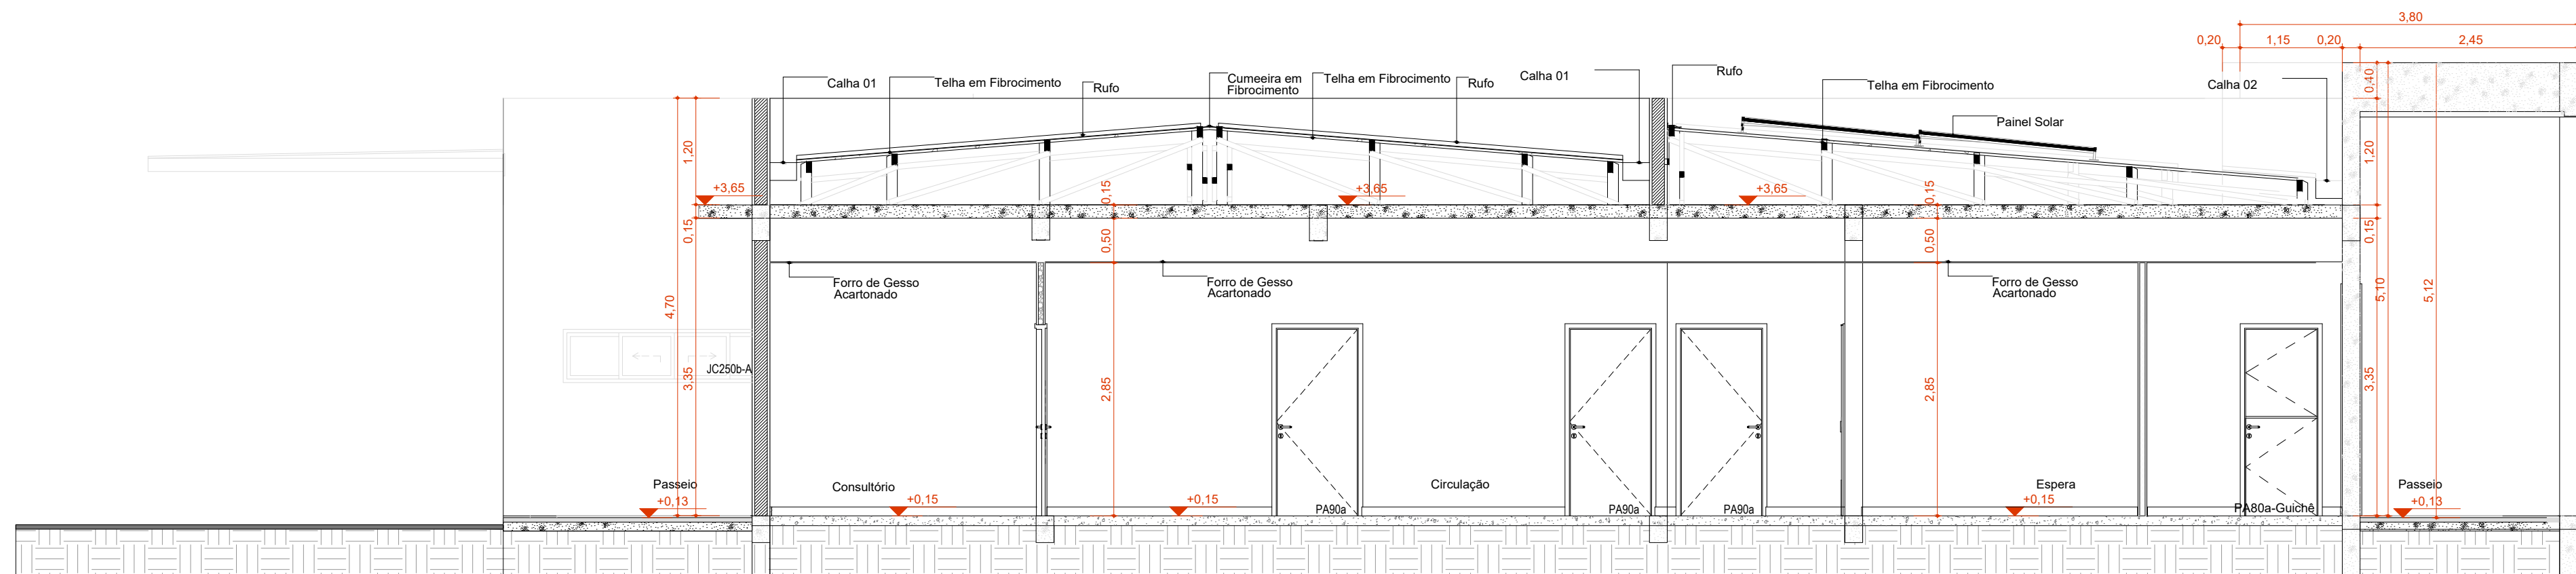 3,80
0,20
1,15
0,20
2,45
Calha 01
Telha em Fibrocimento
Rufo
Cumeeira em
Fibrocimento
Telha em Fibrocimento
Rufo
Calha 01
Rufo
Telha em Fibrocimento
Painel Solar
Calha 02
0,40
1,20
1,20
+3,65
0,15
+3,65
+3,65
0,15
0,15
0,50
0,50
0,15
Forro de Gesso
Acartonado
Forro de Gesso
Acartonado
Forro de Gesso
Acartonado
4,70
5,10
5,12
JC250b-A
3,35
2,85
2,85
3,35
Passeio
+0,13
Consultório
+0,15
+0,15
PA90a
Circulação
PA90a
PA90a
Espera
+0,15
PA80a-Guichê
Passeio
+0,13